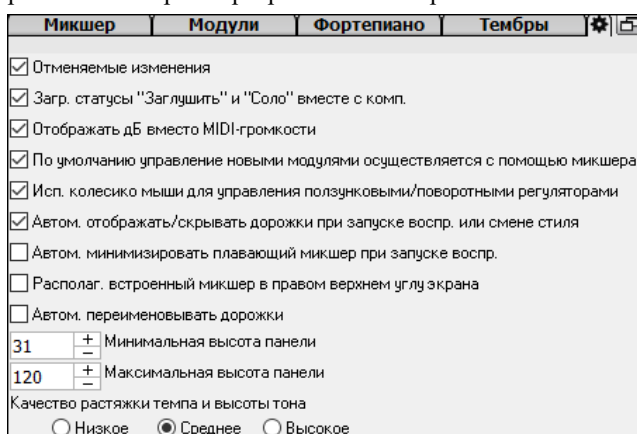 Микшер Модули Фортепиано Тембры
Отменяемые изменения
Загр. статусы "Заглушить" и "Соло" вместе с комп.
Отображать дБ вместо MIDI-громкости
По умолчанию управление новыми модулями осуществляется с помощью микшера
Исп. колесико мыши для управления ползунковыми/поворотными регуляторами
Автом. отображать/скрывать дорожки при запуске воспр. или смене стиля
Автом. минимизировать плавающий микшер при запуске воспр.
Располаг. встроенный микшер в правом верхнем углу экрана
Автом. переименовывать дорожки
31 Минимальная высота панели
120 Максимальная высота панели
Качество растяжки темпа и высоты тона
Низкое Среднее Высокое